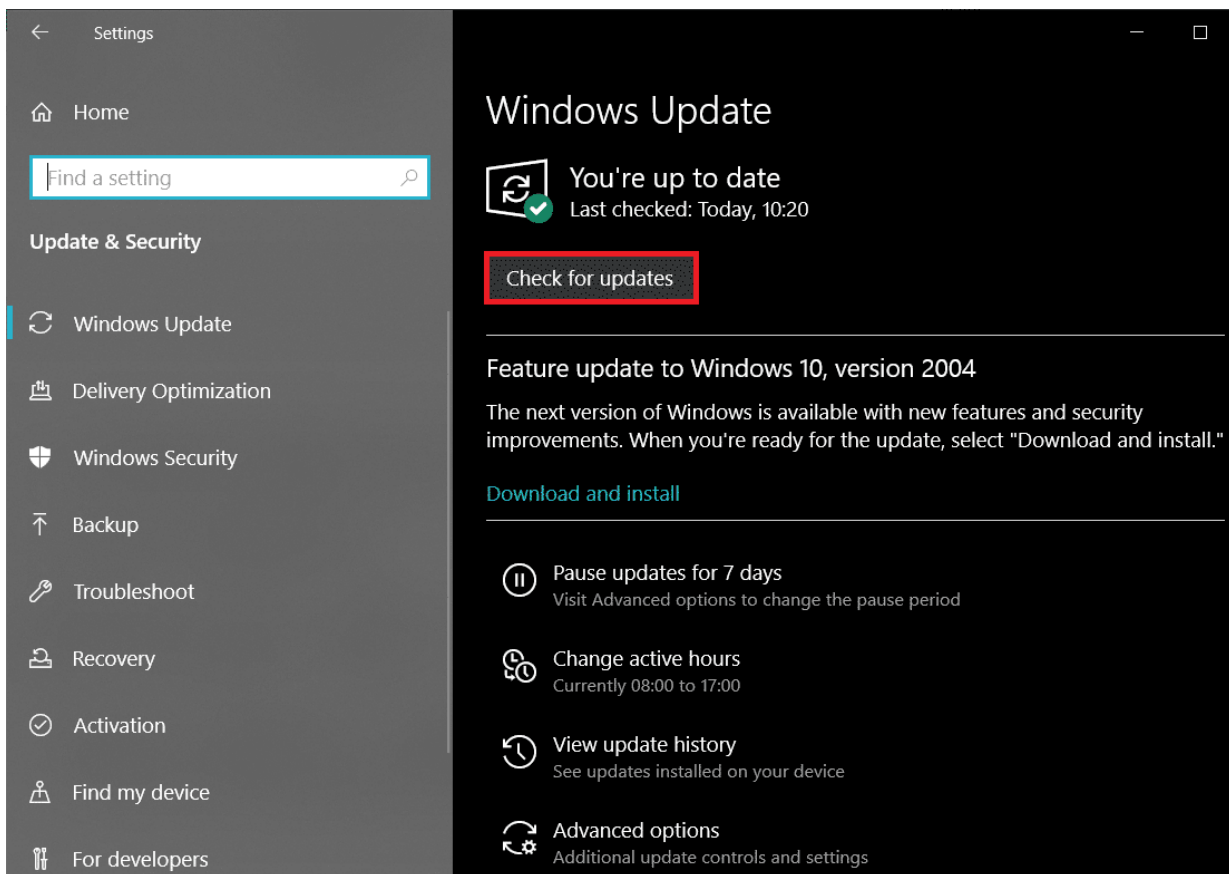 Settings
Home
Find a setting
Update & Security
Windows Update
Delivery Optimization
Windows Security
Backup
Troubleshoot
Recovery
Activation
Find my device
For developers
Windows Update
You're up to date
Last checked: Today, 10:20
Check for updates
Feature update to Windows 10, version 2004
The next version of Windows is available with new features and security
improvements. When you're ready for the update, select "Download and install."
Download and install
Pause updates for 7 days
Visit Advanced options to change the pause period
Change active hours
Currently 08:00 to 17:00
View update history
See updates installed on your device
Advanced options
Additional update controls and settings